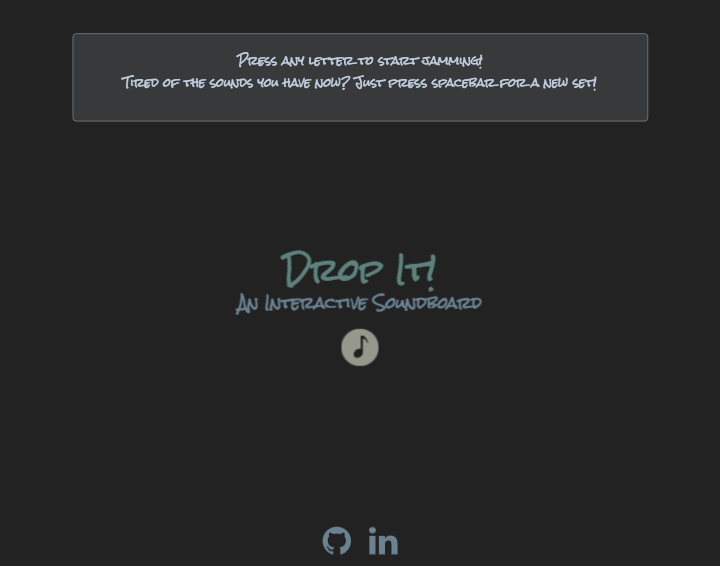 Press any letter to start jamming!
Tired of the sounds you have now? Just press spacebar for a new set!
Drop It!
An Interactive Soundboard
in